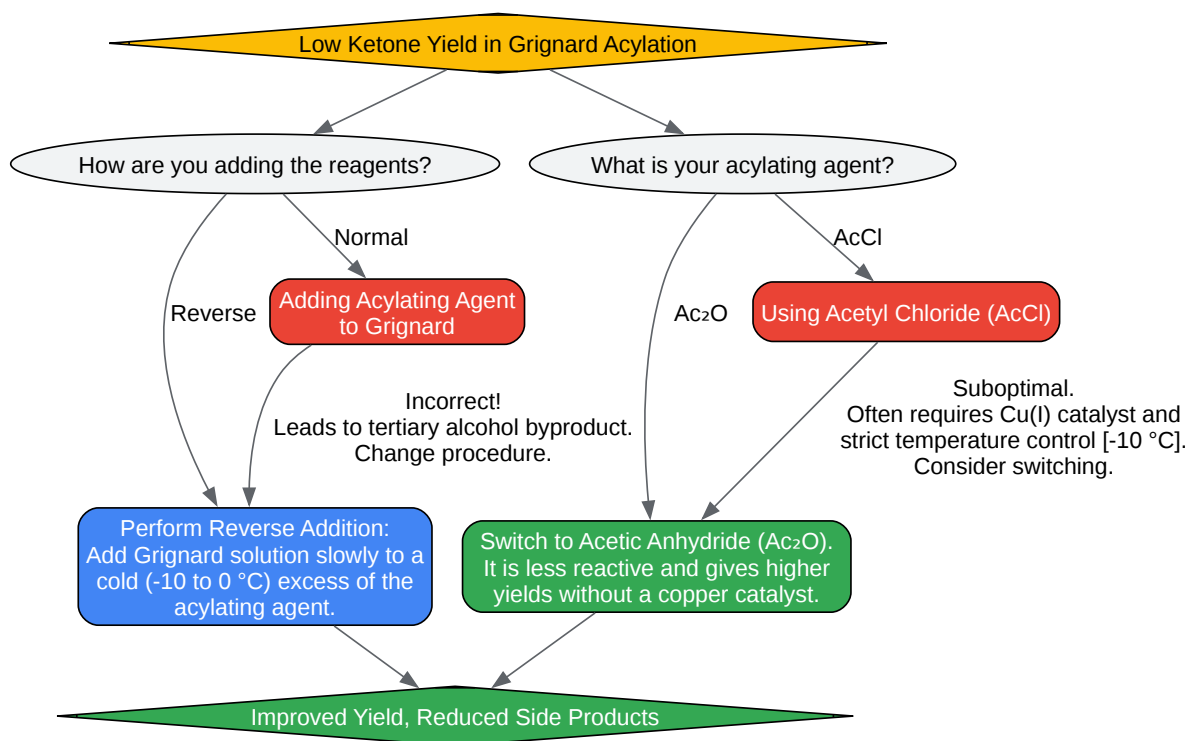 Low Ketone Yield in Grignard Acylation
How are you adding the reagents?
What is your acylating agent?
Normal
AcCl
Reverse
Adding Acylating Agent
to Grignard
Ac₂O
Using Acetyl Chloride (AcCl)
Incorrect!
Leads to tertiary alcohol byproduct.
Change procedure.
Suboptimal.
Often requires Cu(I) catalyst and
strict temperature control [-10 °C].
Consider switching.
Perform Reverse Addition:
Add Grignard solution slowly to a
cold (-10 to 0 °C) excess of the
acylating agent.
Switch to Acetic Anhydride (Ac₂O).
It is less reactive and gives higher
yields without a copper catalyst.
Improved Yield, Reduced Side Products